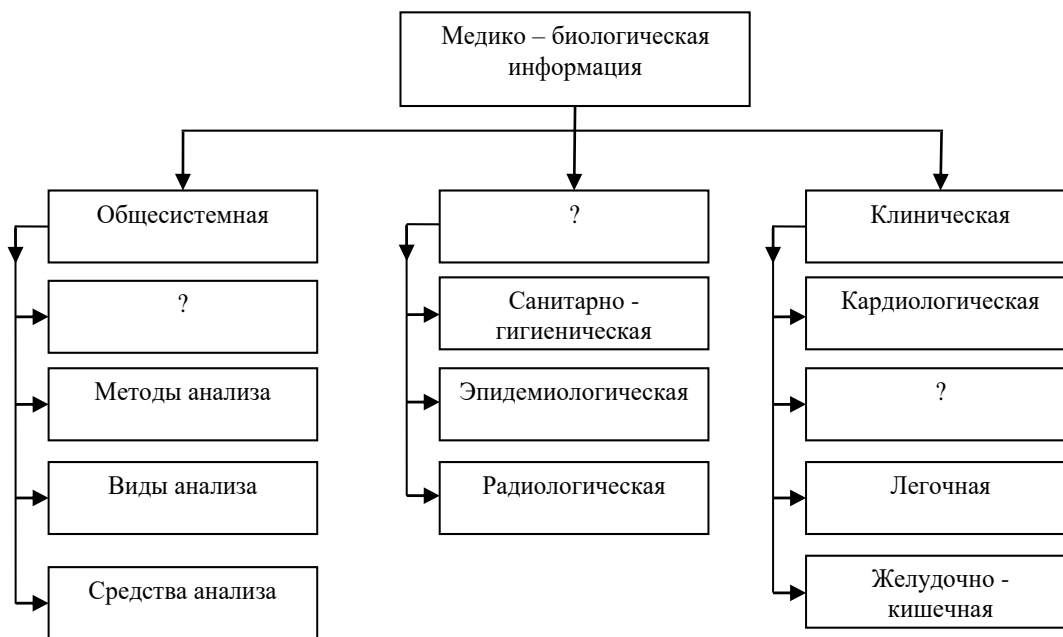 Медико – биологическая
информация
Общесистемная
?
Методы анализа
Виды анализа
Средства анализа
?
Санитарно -
гигиеническая
Эпидемиологическая
Радиологическая
Клиническая
Кардиологическая
?
Легочная
Желудочно -
кишечная